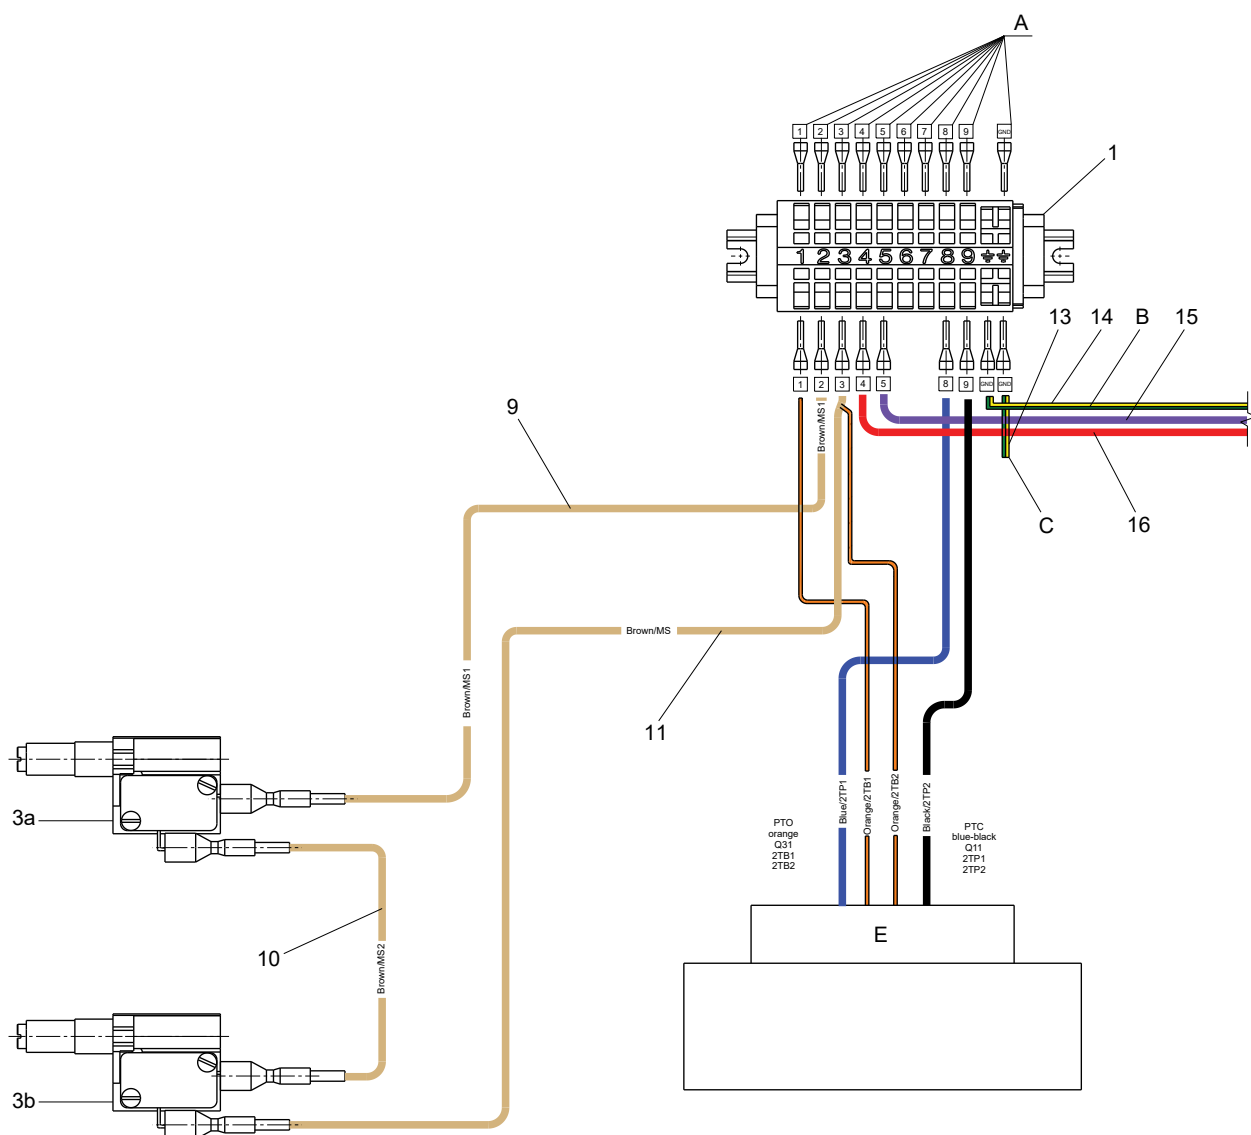 A
1 2 3 4 5 6 7 8 9 GND
1
1 2 3 4 5 6 7 8 9
13 14 B 15
1 2 3 4 5 8 9 GND GND
Brown/MS1
9
C 16
Brown/MS
11
Brown/MS1
3a
Blue/2TP1
Orange/2TB1
Orange/2TB2
Black/2TP2
PTO
orange
Q31
2TB1
2TB2
PTC
blue-black
Q11
2TP1
2TP2
E
10
Brown/MS2
3b